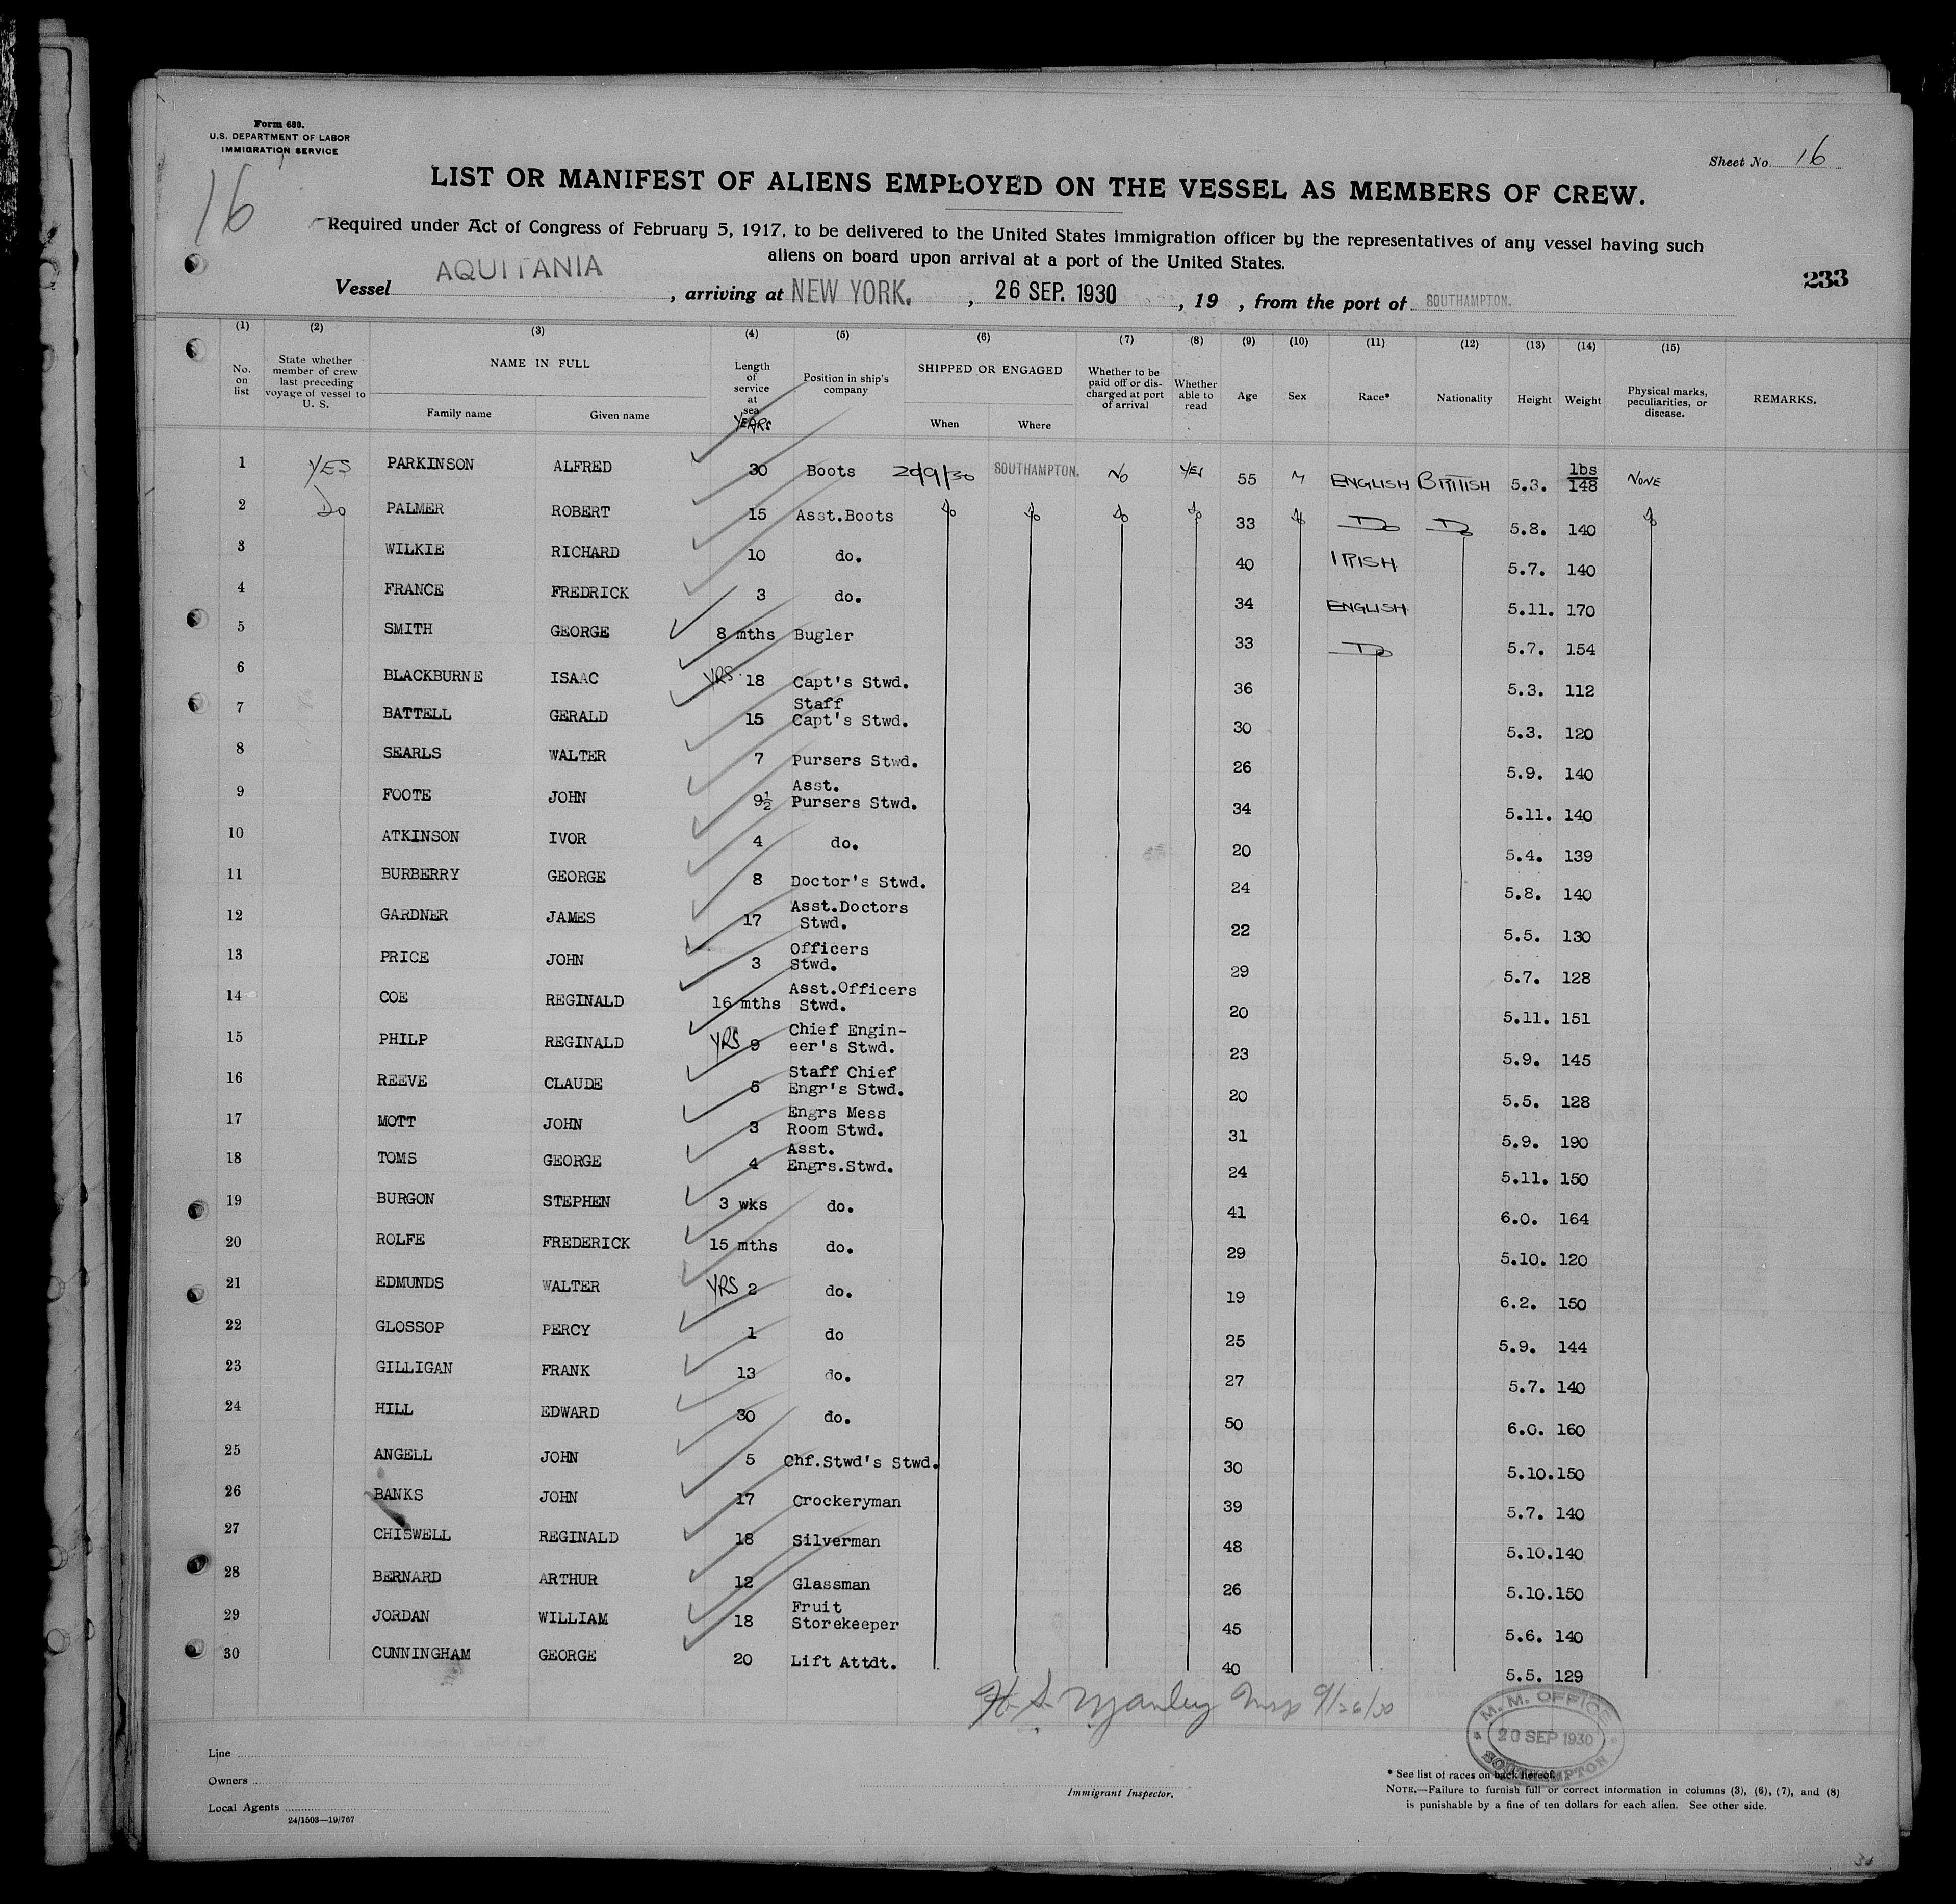 Form 680.
U.S. DEPARTMENT OF LABOR
IMMIGRATION SERVICE
Sheet No. 16
16
LIST OR MANIFEST OF ALIENS EMPLOYED ON THE VESSEL AS MEMBERS OF CREW.
Required under Act of Congress of February 5, 1917, to be delivered to the United States immigration officer by the representatives of any vessel having such
aliens on board upon arrival at a port of the United States.
233
Vessel AQUITANIA , arriving at NEW YORK. , 26 SEP. 1930 , 19 , from the port of SOUTHAMPTON.
(1) (2) (3) (4) (5) (6) (7) (8) (9) (10) (11) (12) (13) (14) (15)
No. on list State whether member of crew last preceding voyage of vessel to U. S. NAME IN FULL Family name Given name Length of service at sea YEARS Position in ship's company SHIPPED OR ENGAGED When Where Whether to be paid off or discharged at port of arrival Whether able to read Age Sex Race* Nationality Height Weight Physical marks, peculiarities, or disease. REMARKS.
1 YES PARKINSON ALFRED 30 Boots 20/9/30 SOUTHAMPTON. No YES 55 M ENGLISH BRITISH 5.3. lbs 148 NONE
2 Do PALMER ROBERT 15 Asst.Boots Do Do Do Do 33 Do Do Do 5.8. 140 Do
3 WILKIE RICHARD 10 do. 40 IRISH 5.7. 140
4 FRANCE FREDRICK 3 do. 34 ENGLISH 5.11. 170
5 SMITH GEORGE 8 mths Bugler 33 Do 5.7. 154
6 BLACKBURNE ISAAC YRS. 18 Capt's Stwd. 36 5.3. 112
7 BATTELL GERALD 15 Staff Capt's Stwd. 30 5.3. 120
8 SEARLS WALTER 7 Pursers Stwd. 26 5.9. 140
9 FOOTE JOHN 9½ Asst. Pursers Stwd. 34 5.11. 140
10 ATKINSON IVOR 4 do. 20 5.4. 139
11 BURBERRY GEORGE 8 Doctor's Stwd. 24 5.8. 140
12 GARDNER JAMES 17 Asst.Doctors Stwd. 22 5.5. 130
13 PRICE JOHN 3 Officers Stwd. 29 5.7. 128
14 COE REGINALD 16 mths Asst.Officers Stwd. 20 5.11. 151
15 PHILP REGINALD YRS 9 Chief Engin- eer's Stwd. 23 5.9. 145
16 REEVE CLAUDE 5 Staff Chief Engr's Stwd. 20 5.5. 128
17 MOTT JOHN 3 Engrs Mess Room Stwd. 31 5.9. 190
18 TOMS GEORGE 4 Asst. Engrs.Stwd. 24 5.11. 150
19 BURGON STEPHEN 3 wks do. 41 6.0. 164
20 ROLFE FREDERICK 15 mths do. 29 5.10. 120
21 EDMUNDS WALTER YRS 2 do. 19 6.2. 150
22 GLOSSOP PERCY 1 do 25 5.9. 144
23 GILLIGAN FRANK 13 do. 27 5.7. 140
24 HILL EDWARD 30 do. 50 6.0. 160
25 ANGELL JOHN 5 Chf.Stwd's Stwd. 30 5.10. 150
26 BANKS JOHN 17 Crockeryman 39 5.7. 140
27 CHISWELL REGINALD 18 Silverman 48 5.10. 140
28 BERNARD ARTHUR 12 Glassman 26 5.10. 150
29 JORDAN WILLIAM 18 Fruit Storekeeper 45 5.6. 140
30 CUNNINGHAM GEORGE 20 Lift Attdt. 40 5.5. 129
H. S. Manley Insp 9/26/30
M. M. OFFICE
20 SEP 1930
SOUTHAMPTON
Line
Owners
Local Agents
24/1503—19/767
Immigrant Inspector.
* See list of races on back hereof.
NOTE.—Failure to furnish full or correct information in columns (3), (6), (7), and (8)
is punishable by a fine of ten dollars for each alien. See other side.